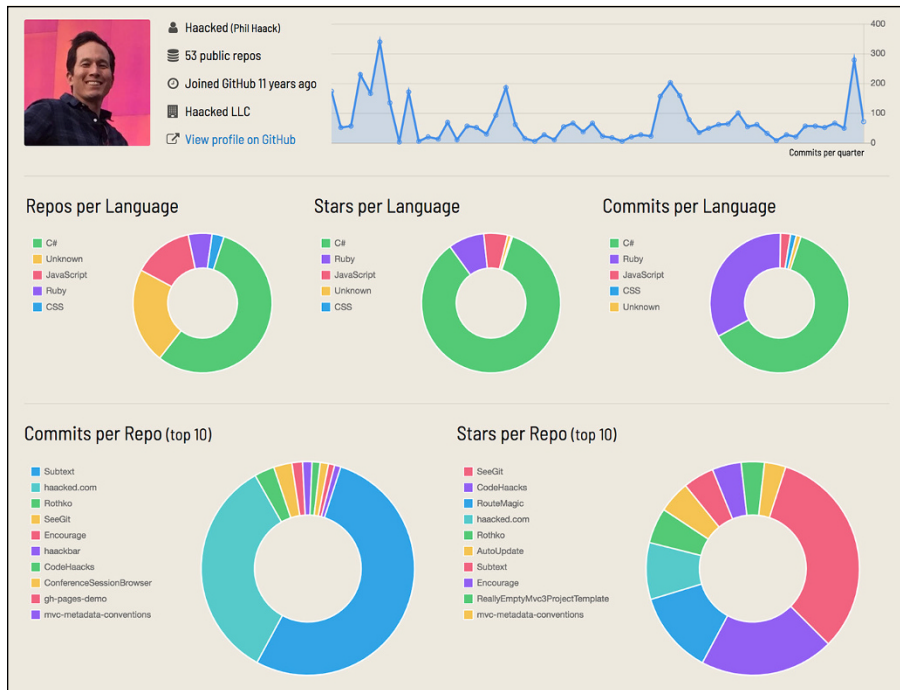 Haacked (Phil Haack)
53 public repos
Joined GitHub 11 years ago
Haacked LLC
View profile on GitHub
400
300
200
100
0
Commits per quarter
Repos per Language
C#
Unknown
JavaScript
Ruby
CSS
Stars per Language
C#
Ruby
JavaScript
Unknown
CSS
Commits per Language
C#
Ruby
JavaScript
CSS
Unknown
Commits per Repo (top 10)
Subtext
haacked.com
Rothko
SeeGit
Encourage
haackbar
CodeHaacks
ConferenceSessionBrowser
gh-pages-demo
mvc-metadata-conventions
Stars per Repo (top 10)
SeeGit
CodeHaacks
RouteMagic
haacked.com
Rothko
AutoUpdate
Subtext
Encourage
ReallyEmptyMvc3ProjectTemplate
mvc-metadata-conventions